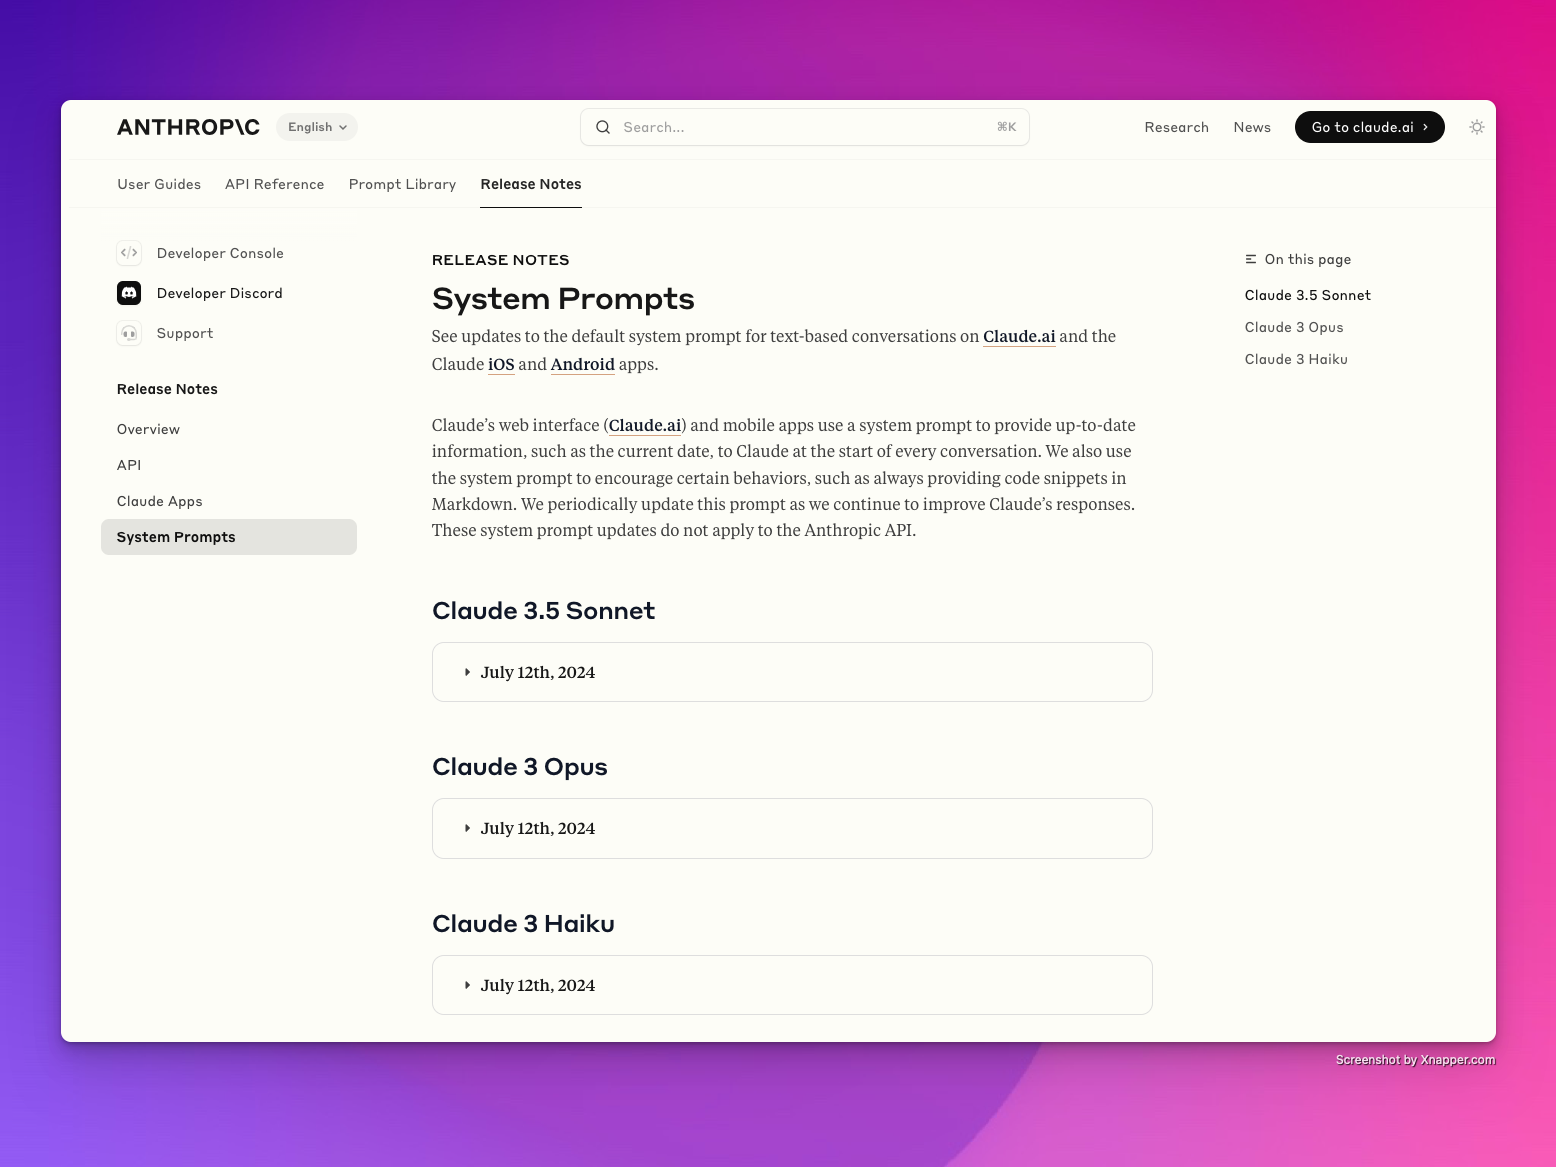 ANTHROP\C
English
Search...
⌘K
Research
News
Go to claude.ai
User Guides
API Reference
Prompt Library
Release Notes
Developer Console
Developer Discord
Support
Release Notes
Overview
API
Claude Apps
System Prompts
RELEASE NOTES
System Prompts
See updates to the default system prompt for text-based conversations on Claude.ai and the
Claude iOS and Android apps.
Claude’s web interface (Claude.ai) and mobile apps use a system prompt to provide up-to-date
information, such as the current date, to Claude at the start of every conversation. We also use
the system prompt to encourage certain behaviors, such as always providing code snippets in
Markdown. We periodically update this prompt as we continue to improve Claude’s responses.
These system prompt updates do not apply to the Anthropic API.
Claude 3.5 Sonnet
July 12th, 2024
Claude 3 Opus
July 12th, 2024
Claude 3 Haiku
July 12th, 2024
On this page
Claude 3.5 Sonnet
Claude 3 Opus
Claude 3 Haiku
Screenshot by Xnapper.com